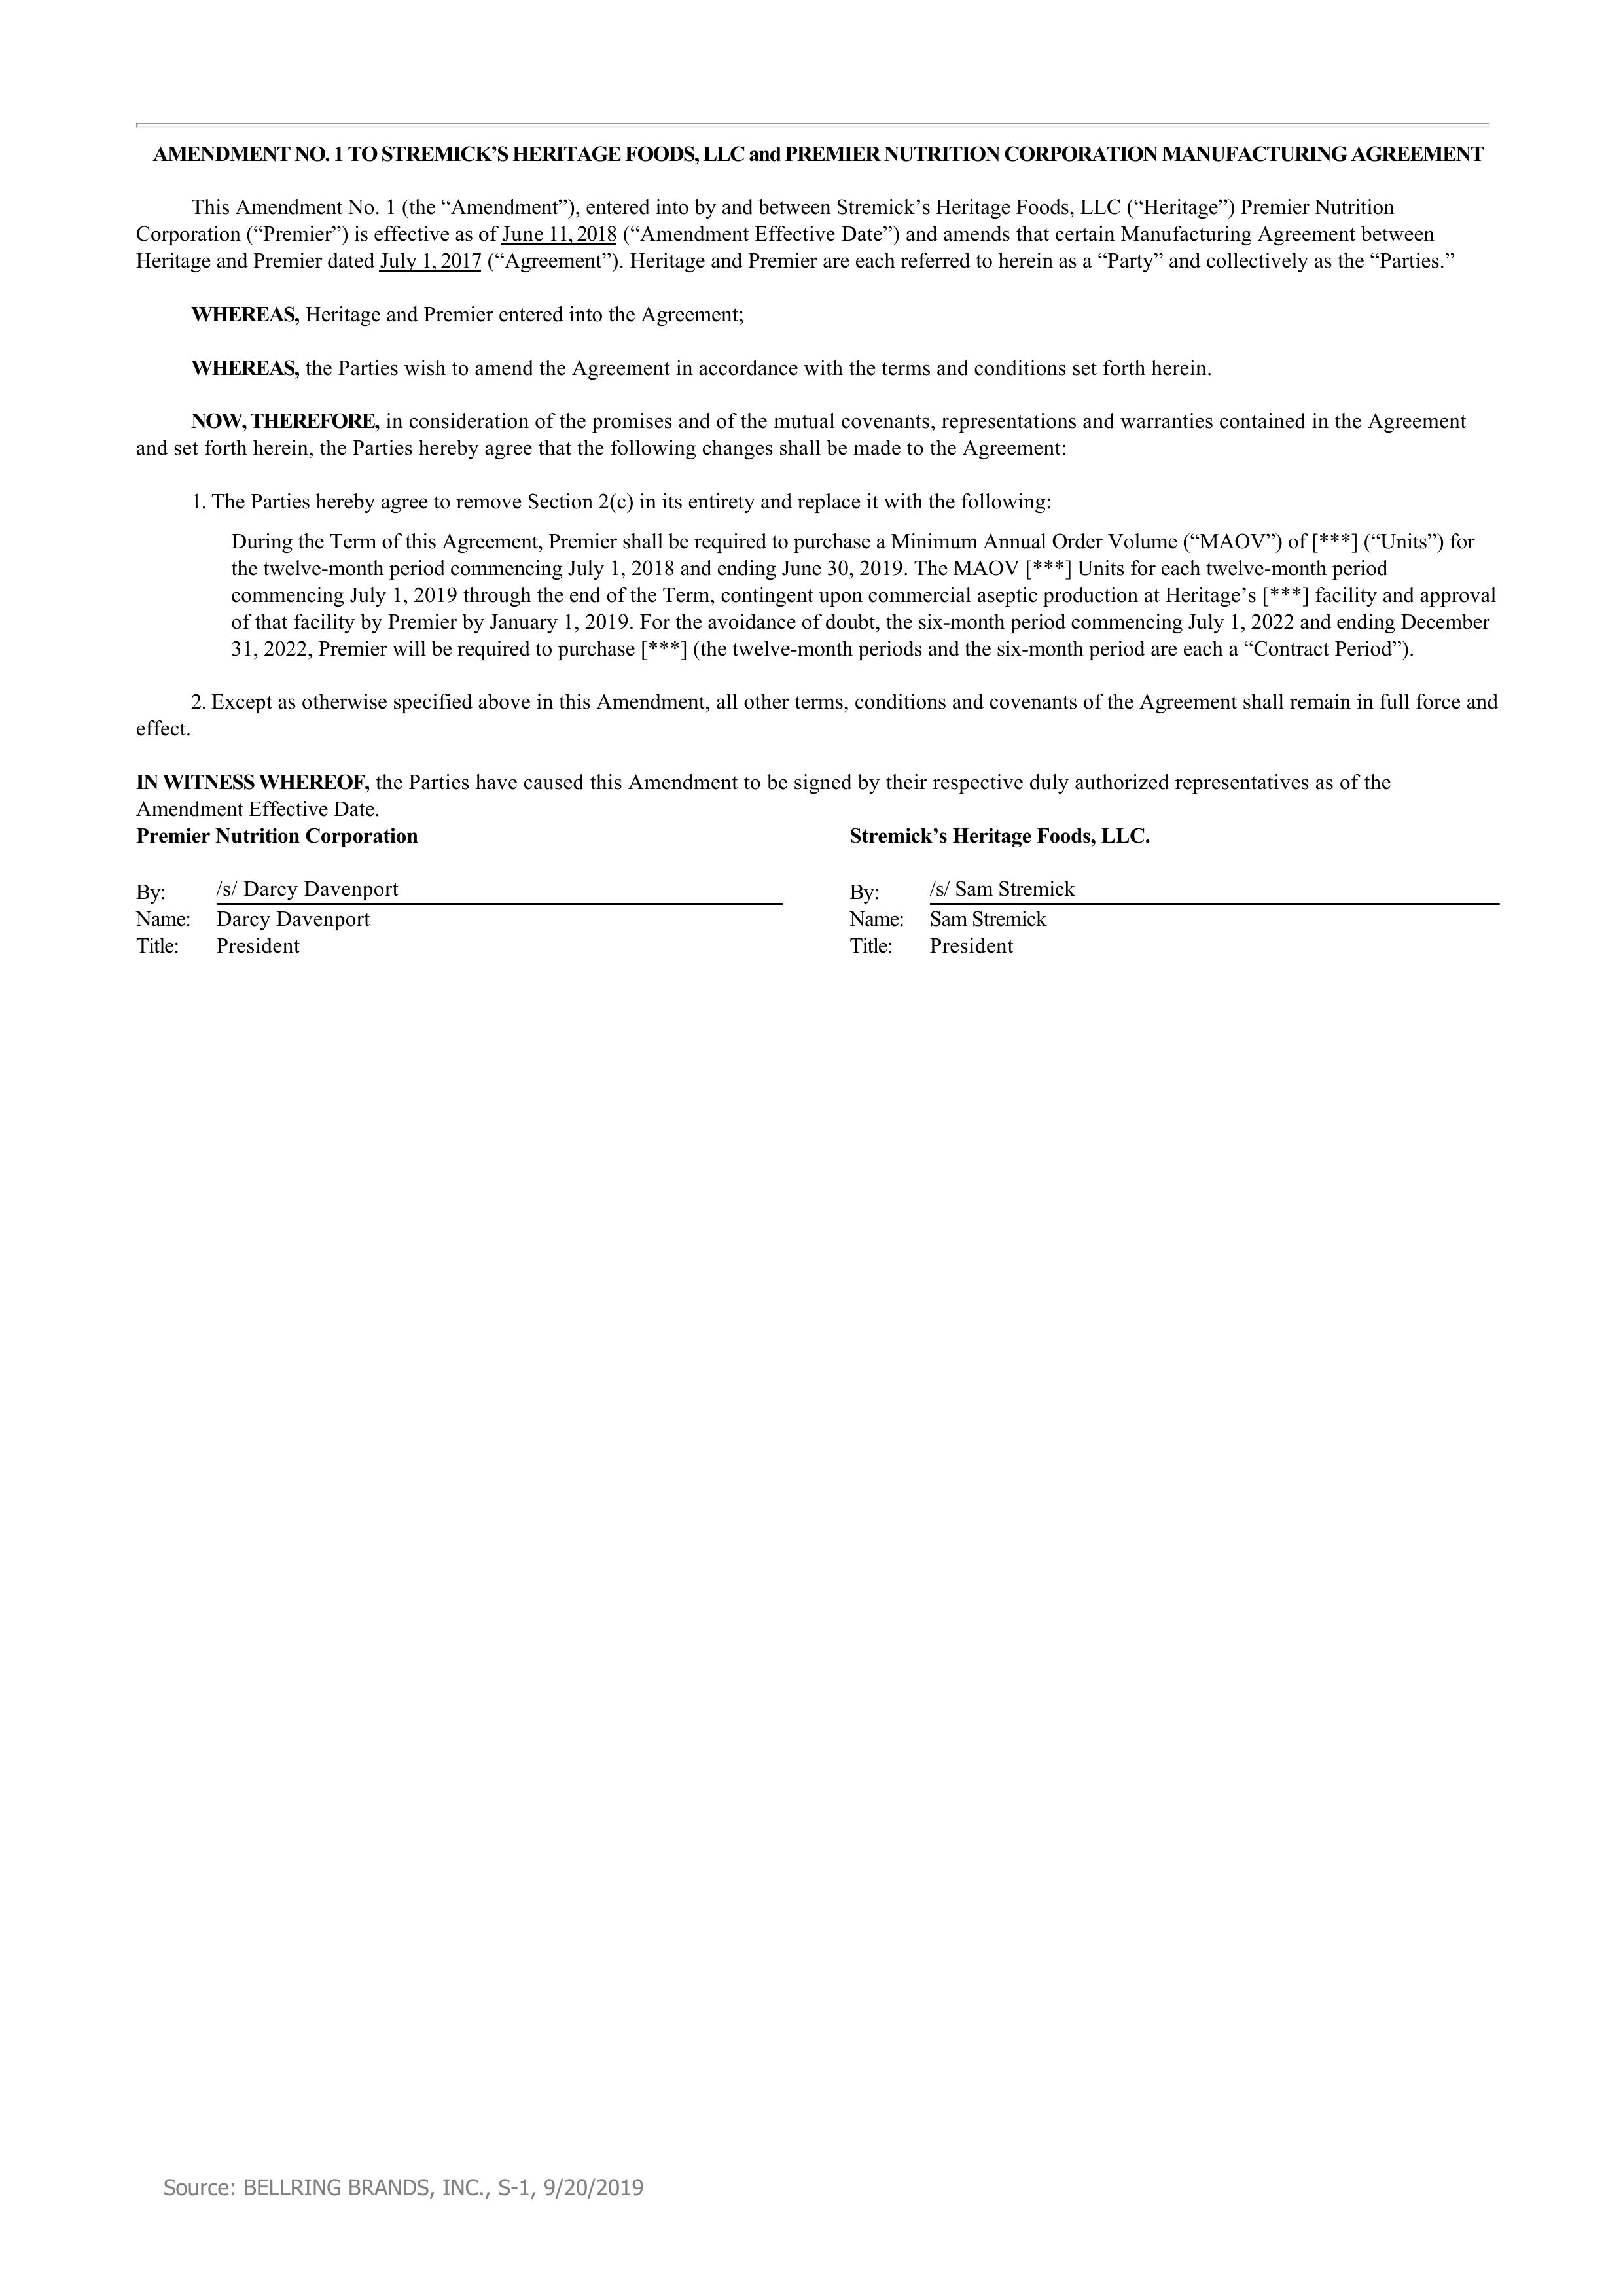 AMENDMENT NO. 1 TO STREMICK’S HERITAGE FOODS, LLC and PREMIER NUTRITION CORPORATION MANUFACTURING AGREEMENT
This Amendment No. 1 (the “Amendment”), entered into by and between Stremick’s Heritage Foods, LLC (“Heritage”) Premier Nutrition
Corporation (“Premier”) is effective as of June 11, 2018 (“Amendment Effective Date”) and amends that certain Manufacturing Agreement between
Heritage and Premier dated July 1, 2017 (“Agreement”). Heritage and Premier are each referred to herein as a “Party” and collectively as the “Parties.”
WHEREAS, Heritage and Premier entered into the Agreement;
WHEREAS, the Parties wish to amend the Agreement in accordance with the terms and conditions set forth herein.
NOW, THEREFORE, in consideration of the promises and of the mutual covenants, representations and warranties contained in the Agreement
and set forth herein, the Parties hereby agree that the following changes shall be made to the Agreement:
1. The Parties hereby agree to remove Section 2(c) in its entirety and replace it with the following:
During the Term of this Agreement, Premier shall be required to purchase a Minimum Annual Order Volume (“MAOV”) of [***] (“Units”) for
the twelve-month period commencing July 1, 2018 and ending June 30, 2019. The MAOV [***] Units for each twelve-month period
commencing July 1, 2019 through the end of the Term, contingent upon commercial aseptic production at Heritage’s [***] facility and approval
of that facility by Premier by January 1, 2019. For the avoidance of doubt, the six-month period commencing July 1, 2022 and ending December
31, 2022, Premier will be required to purchase [***] (the twelve-month periods and the six-month period are each a “Contract Period”).
2. Except as otherwise specified above in this Amendment, all other terms, conditions and covenants of the Agreement shall remain in full force and
effect.
IN WITNESS WHEREOF, the Parties have caused this Amendment to be signed by their respective duly authorized representatives as of the
Amendment Effective Date.
Premier Nutrition Corporation Stremick’s Heritage Foods, LLC.
By: /s/ Darcy Davenport By: /s/ Sam Stremick
Name: Darcy Davenport Name: Sam Stremick
Title: President Title: President
Source: BELLRING BRANDS, INC., S-1, 9/20/2019